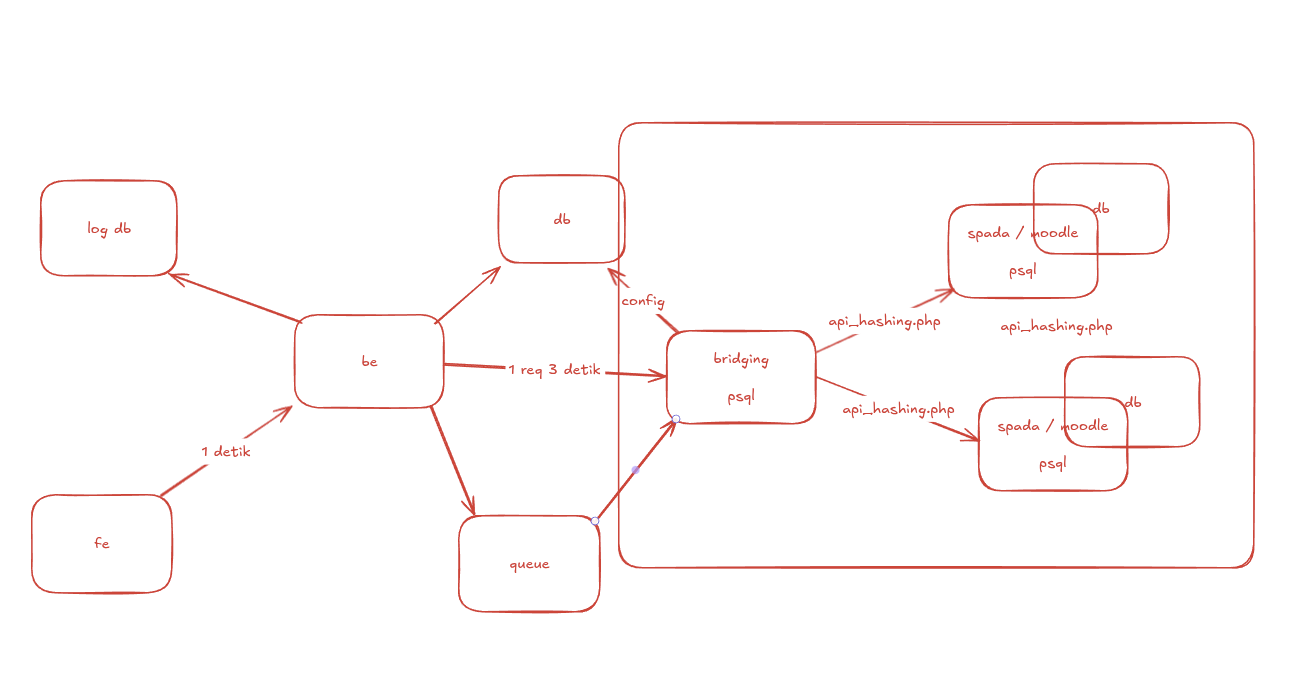 log db
db
db
spada / moodle
psql
config
api_hashing.php
api_hashing.php
be
1 req 3 detik
bridging
psql
api_hashing.php
db
spada / moodle
psql
1 detik
fe
queue